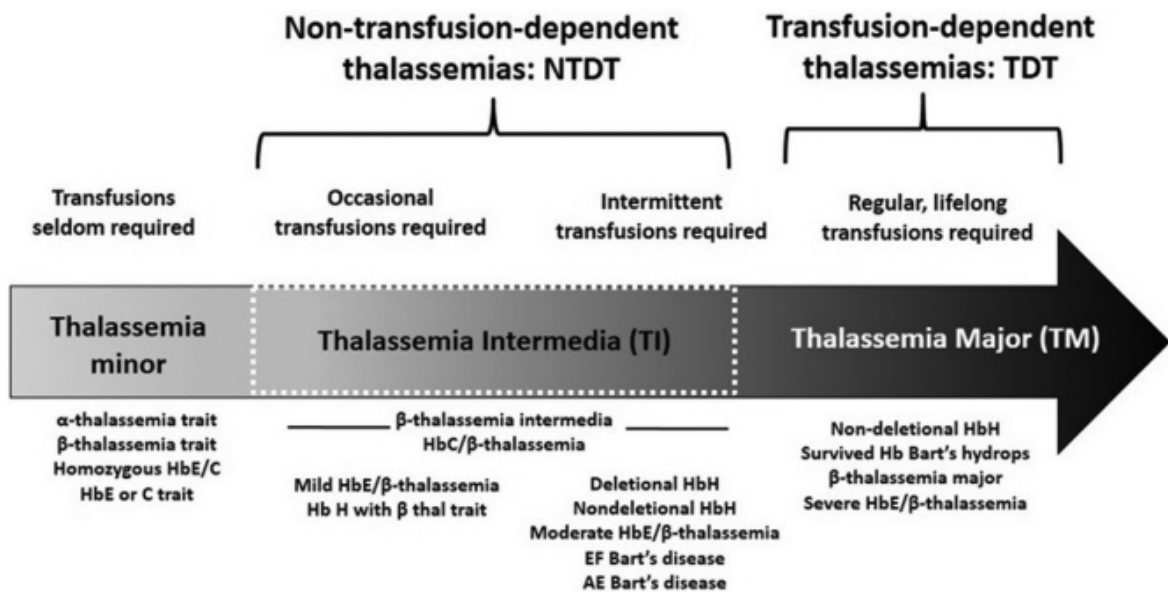 Non-transfusion-dependent
thalassemias: NTDT
Transfusion-dependent
thalassemias: TDT
Transfusions
seldom required
Occasional
transfusions required
Intermittent
transfusions required
Regular, lifelong
transfusions required
Thalassemia
minor
Thalassemia Intermedia (TI)
Thalassemia Major (TM)
α-thalassemia trait
β-thalassemia trait
Homozygous HbE/C
HbE or C trait
β-thalassemia intermedia
HbC/β-thalassemia
Mild HbE/β-thalassemia
Hb H with β thal trait
Deletional HbH
Nondeletional HbH
Moderate HbE/β-thalassemia
EF Bart's disease
AE Bart's disease
Non-deletional HbH
Survived Hb Bart's hydrops
β-thalassemia major
Severe HbE/β-thalassemia